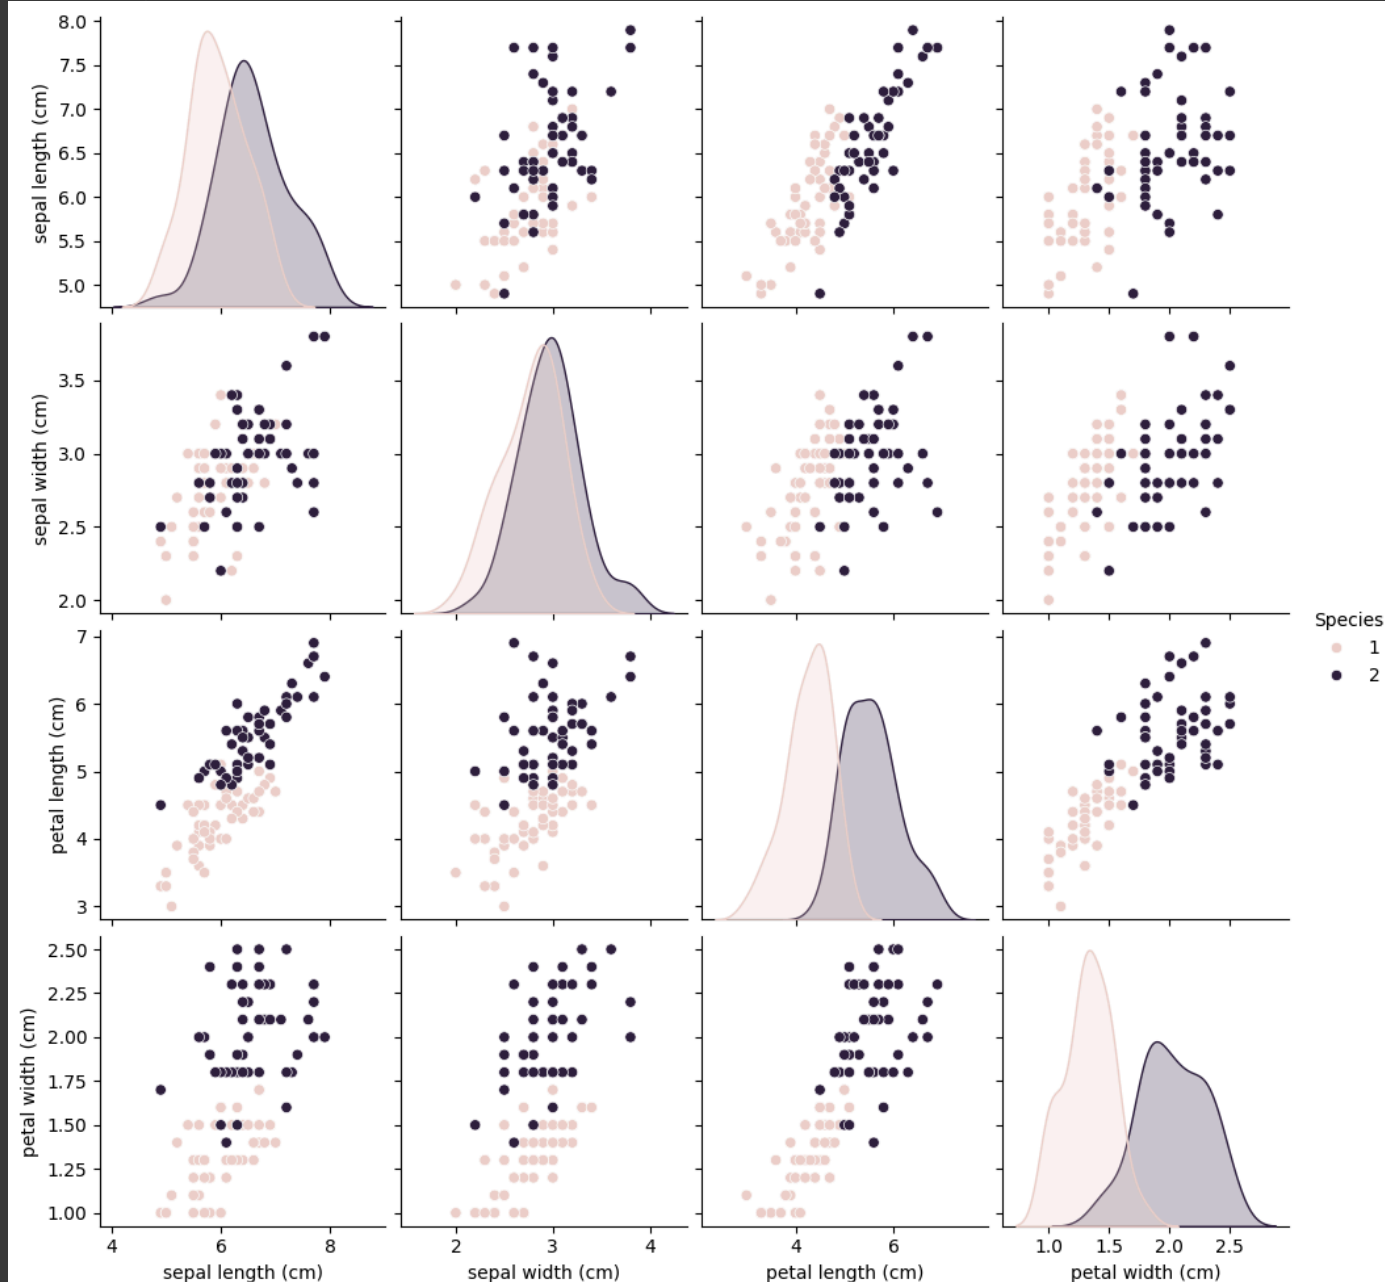 8.0
7.5
7.0
6.5
6.0
5.5
5.0
sepal length (cm)
3.5
3.0
2.5
2.0
sepal width (cm)
7
6
5
4
3
petal length (cm)
2.50
2.25
2.00
1.75
1.50
1.25
1.00
petal width (cm)
4 6 8
sepal length (cm)
2 3 4
sepal width (cm)
4 6
petal length (cm)
1.0 1.5 2.0 2.5
petal width (cm)
Species
1
2